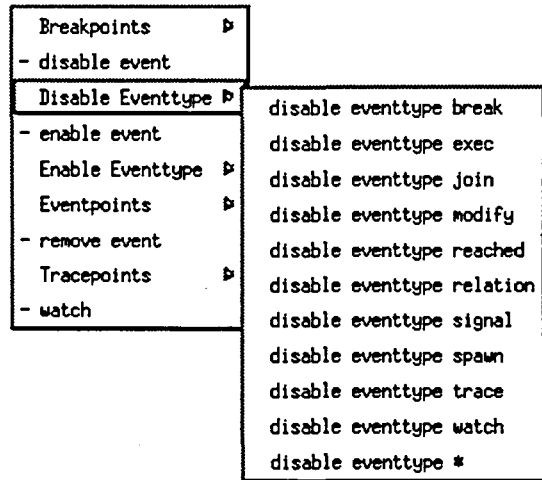 Breakpoints
- disable event
Disable Eventtype
- enable event
Enable Eventtype
Eventpoints
- remove event
Tracepoints
- watch
disable eventtype break
disable eventtype exec
disable eventtype join
disable eventtype modify
disable eventtype reached
disable eventtype relation
disable eventtype signal
disable eventtype spawn
disable eventtype trace
disable eventtype watch
disable eventtype *